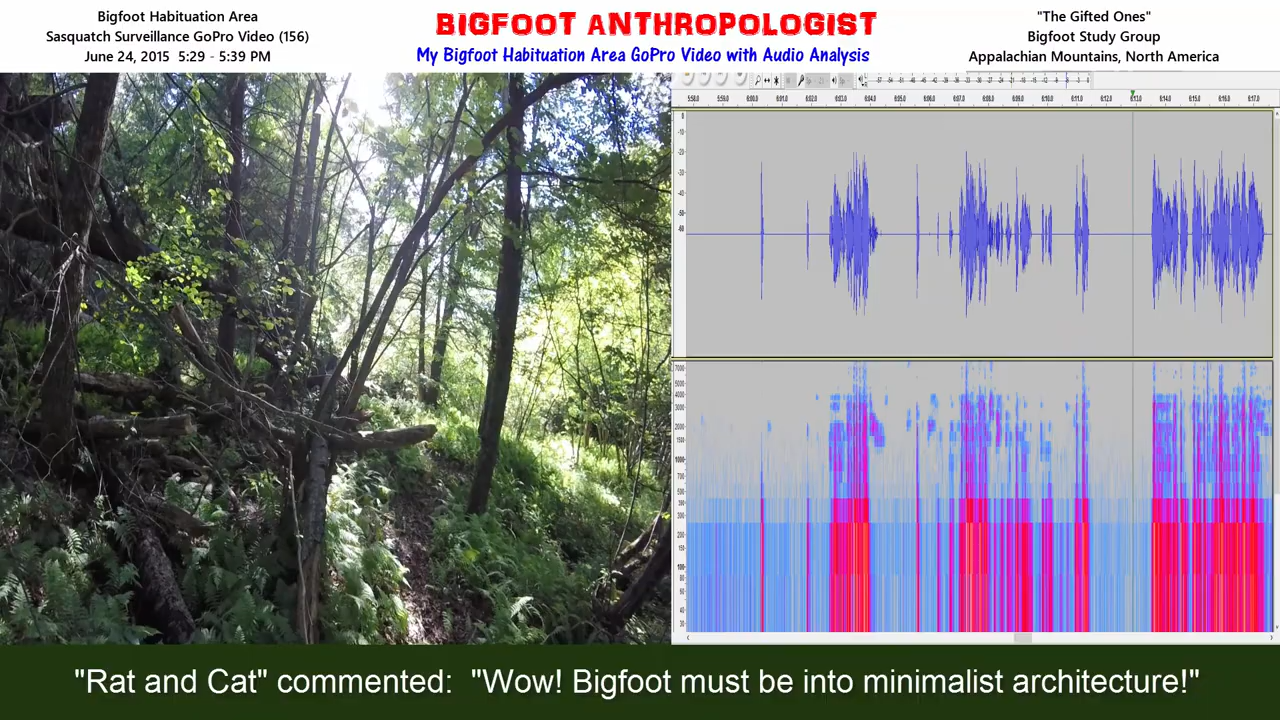 Bigfoot Habituation Area
Sasquatch Surveillance GoPro Video (156)
June 24, 2015 5:29 - 5:39 PM
BIGFOOT ANTHROPOLOGIST
My Bigfoot Habituation Area GoPro Video with Audio Analysis
"The Gifted Ones"
Bigfoot Study Group
Appalachian Mountains, North America
"Rat and Cat" commented: "Wow! Bigfoot must be into minimalist architecture!"